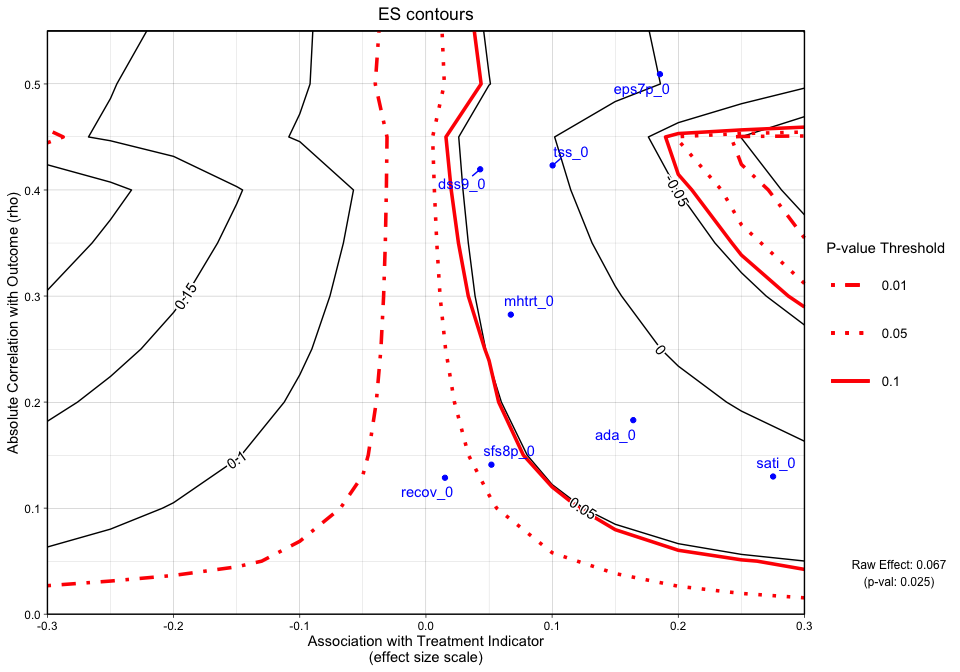 ES contours
Absolute Correlation with Outcome (rho)
0.5
0.4
0.3
0.2
0.1
0.0
-0.3
-0.2
-0.1
0.0
0.1
0.2
0.3
Association with Treatment Indicator
(effect size scale)
eps7p_0
tss_0
dss9_0
mhtrt_0
ada_0
sfs8p_0
sati_0
recov_0
-0.05
0.15
0
0.1
0.05
P-value Threshold
0.01
0.05
0.1
Raw Effect: 0.067
(p-val: 0.025)